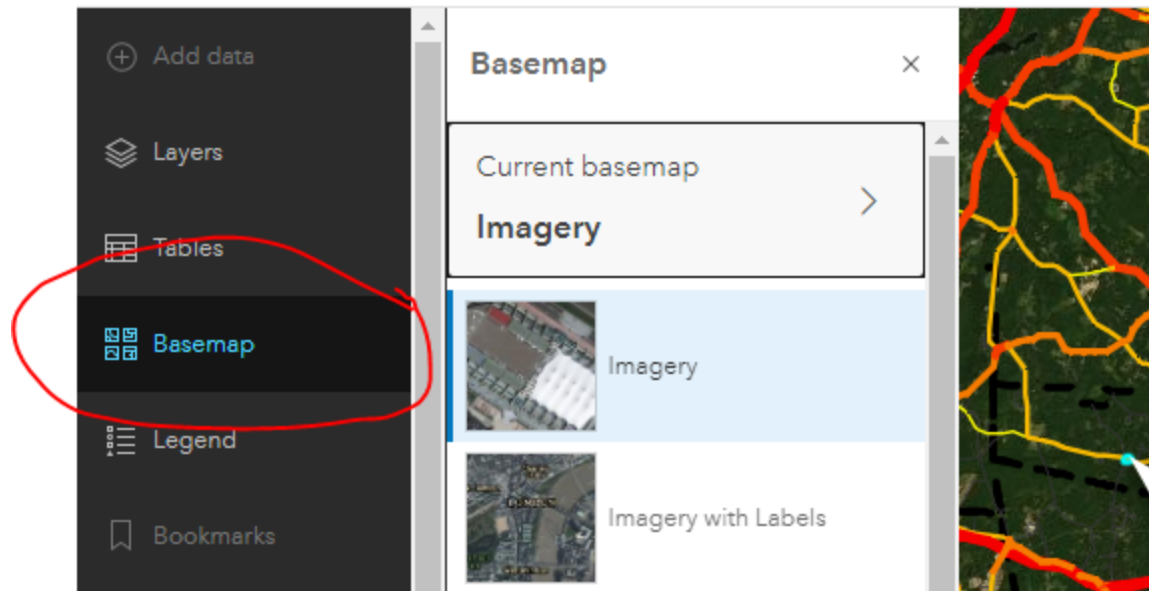 Add data
Layers
Tables
Basemap
Legend
Bookmarks
Basemap
Current basemap
Imagery
Imagery
Imagery with Labels